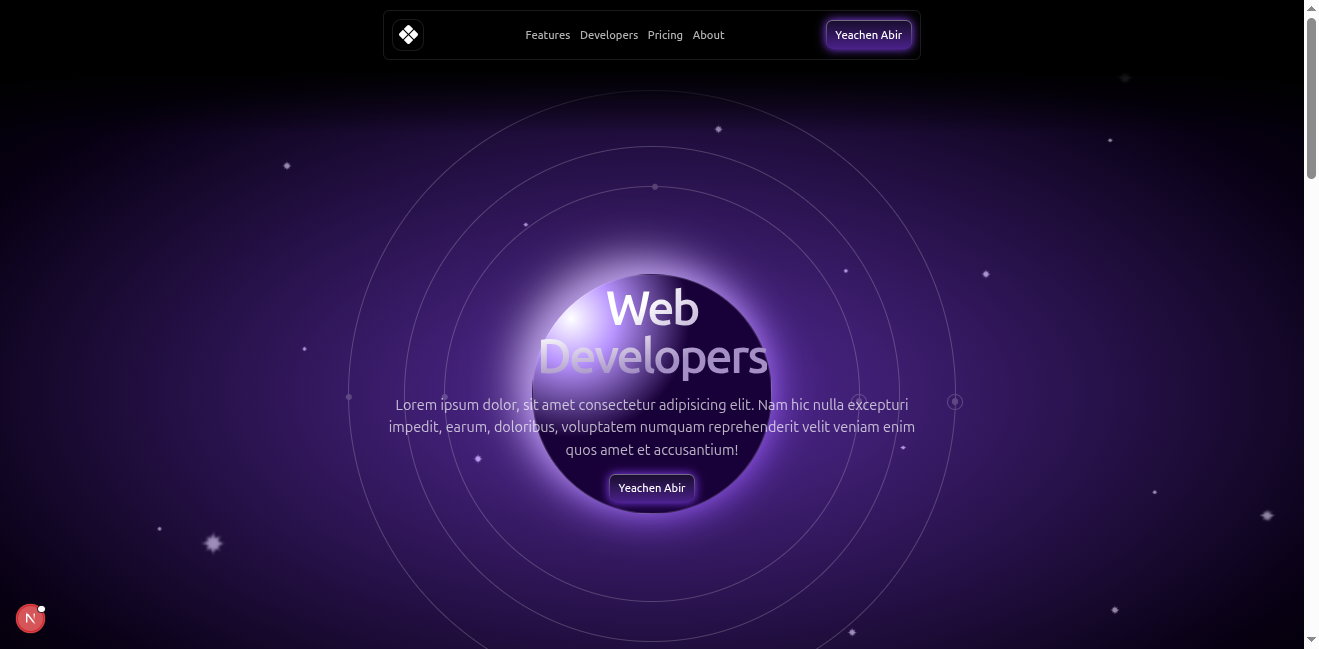 Features Developers Pricing About
Yeachen Abir
Web
Developers
Lorem ipsum dolor, sit amet consectetur adipisicing elit. Nam hic nulla excepturi
impedit, earum, doloribus, voluptatem numquam reprehenderit velit veniam enim
quos amet et accusantium!
Yeachen Abir
N